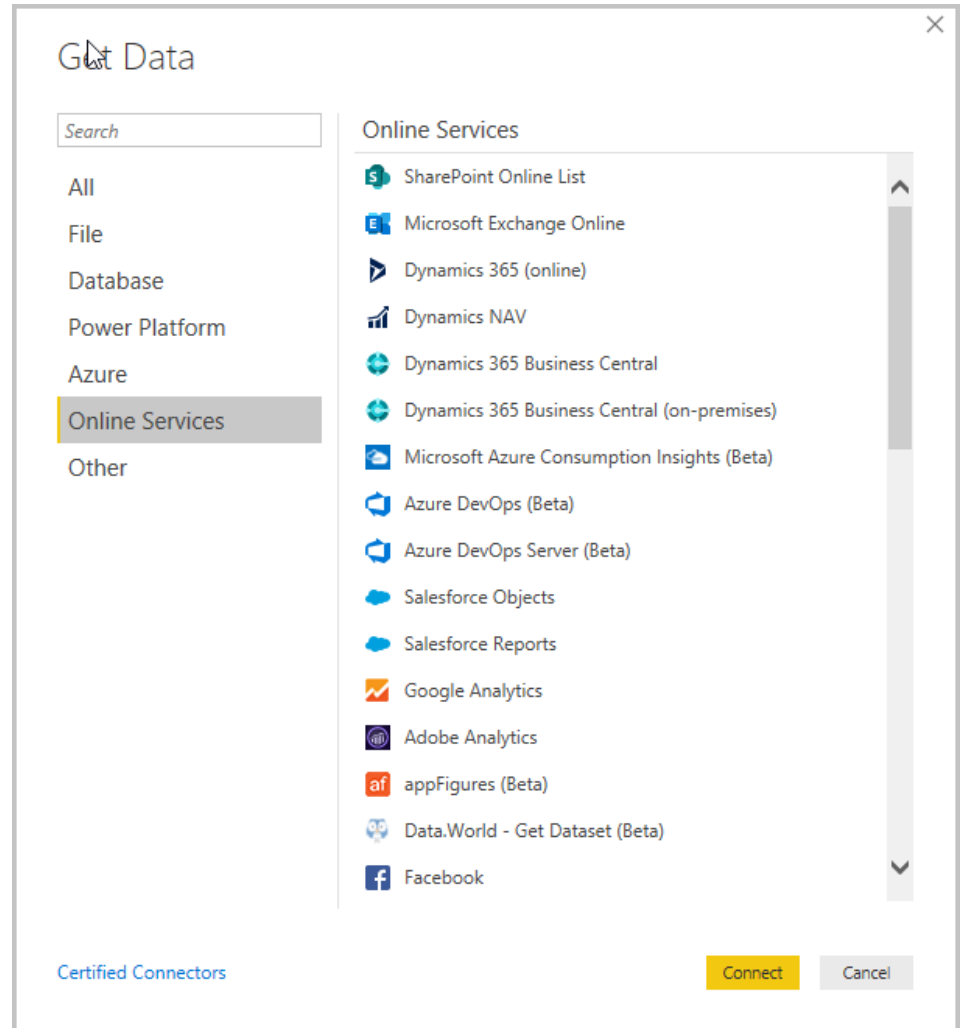 Get Data
Search
All
File
Database
Power Platform
Azure
Online Services
Other
Online Services
SharePoint Online List
Microsoft Exchange Online
Dynamics 365 (online)
Dynamics NAV
Dynamics 365 Business Central
Dynamics 365 Business Central (on-premises)
Microsoft Azure Consumption Insights (Beta)
Azure DevOps (Beta)
Azure DevOps Server (Beta)
Salesforce Objects
Salesforce Reports
Google Analytics
Adobe Analytics
af appFigures (Beta)
Data.World - Get Dataset (Beta)
Facebook
Certified Connectors
Connect
Cancel